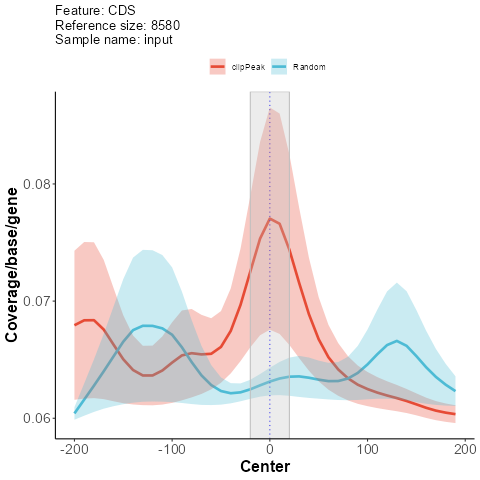 Feature: CDS
Reference size: 8580
Sample name: input
clipPeak
Random
Coverage/base/gene
0.08
0.07
0.06
-200
-100
0
100
200
Center